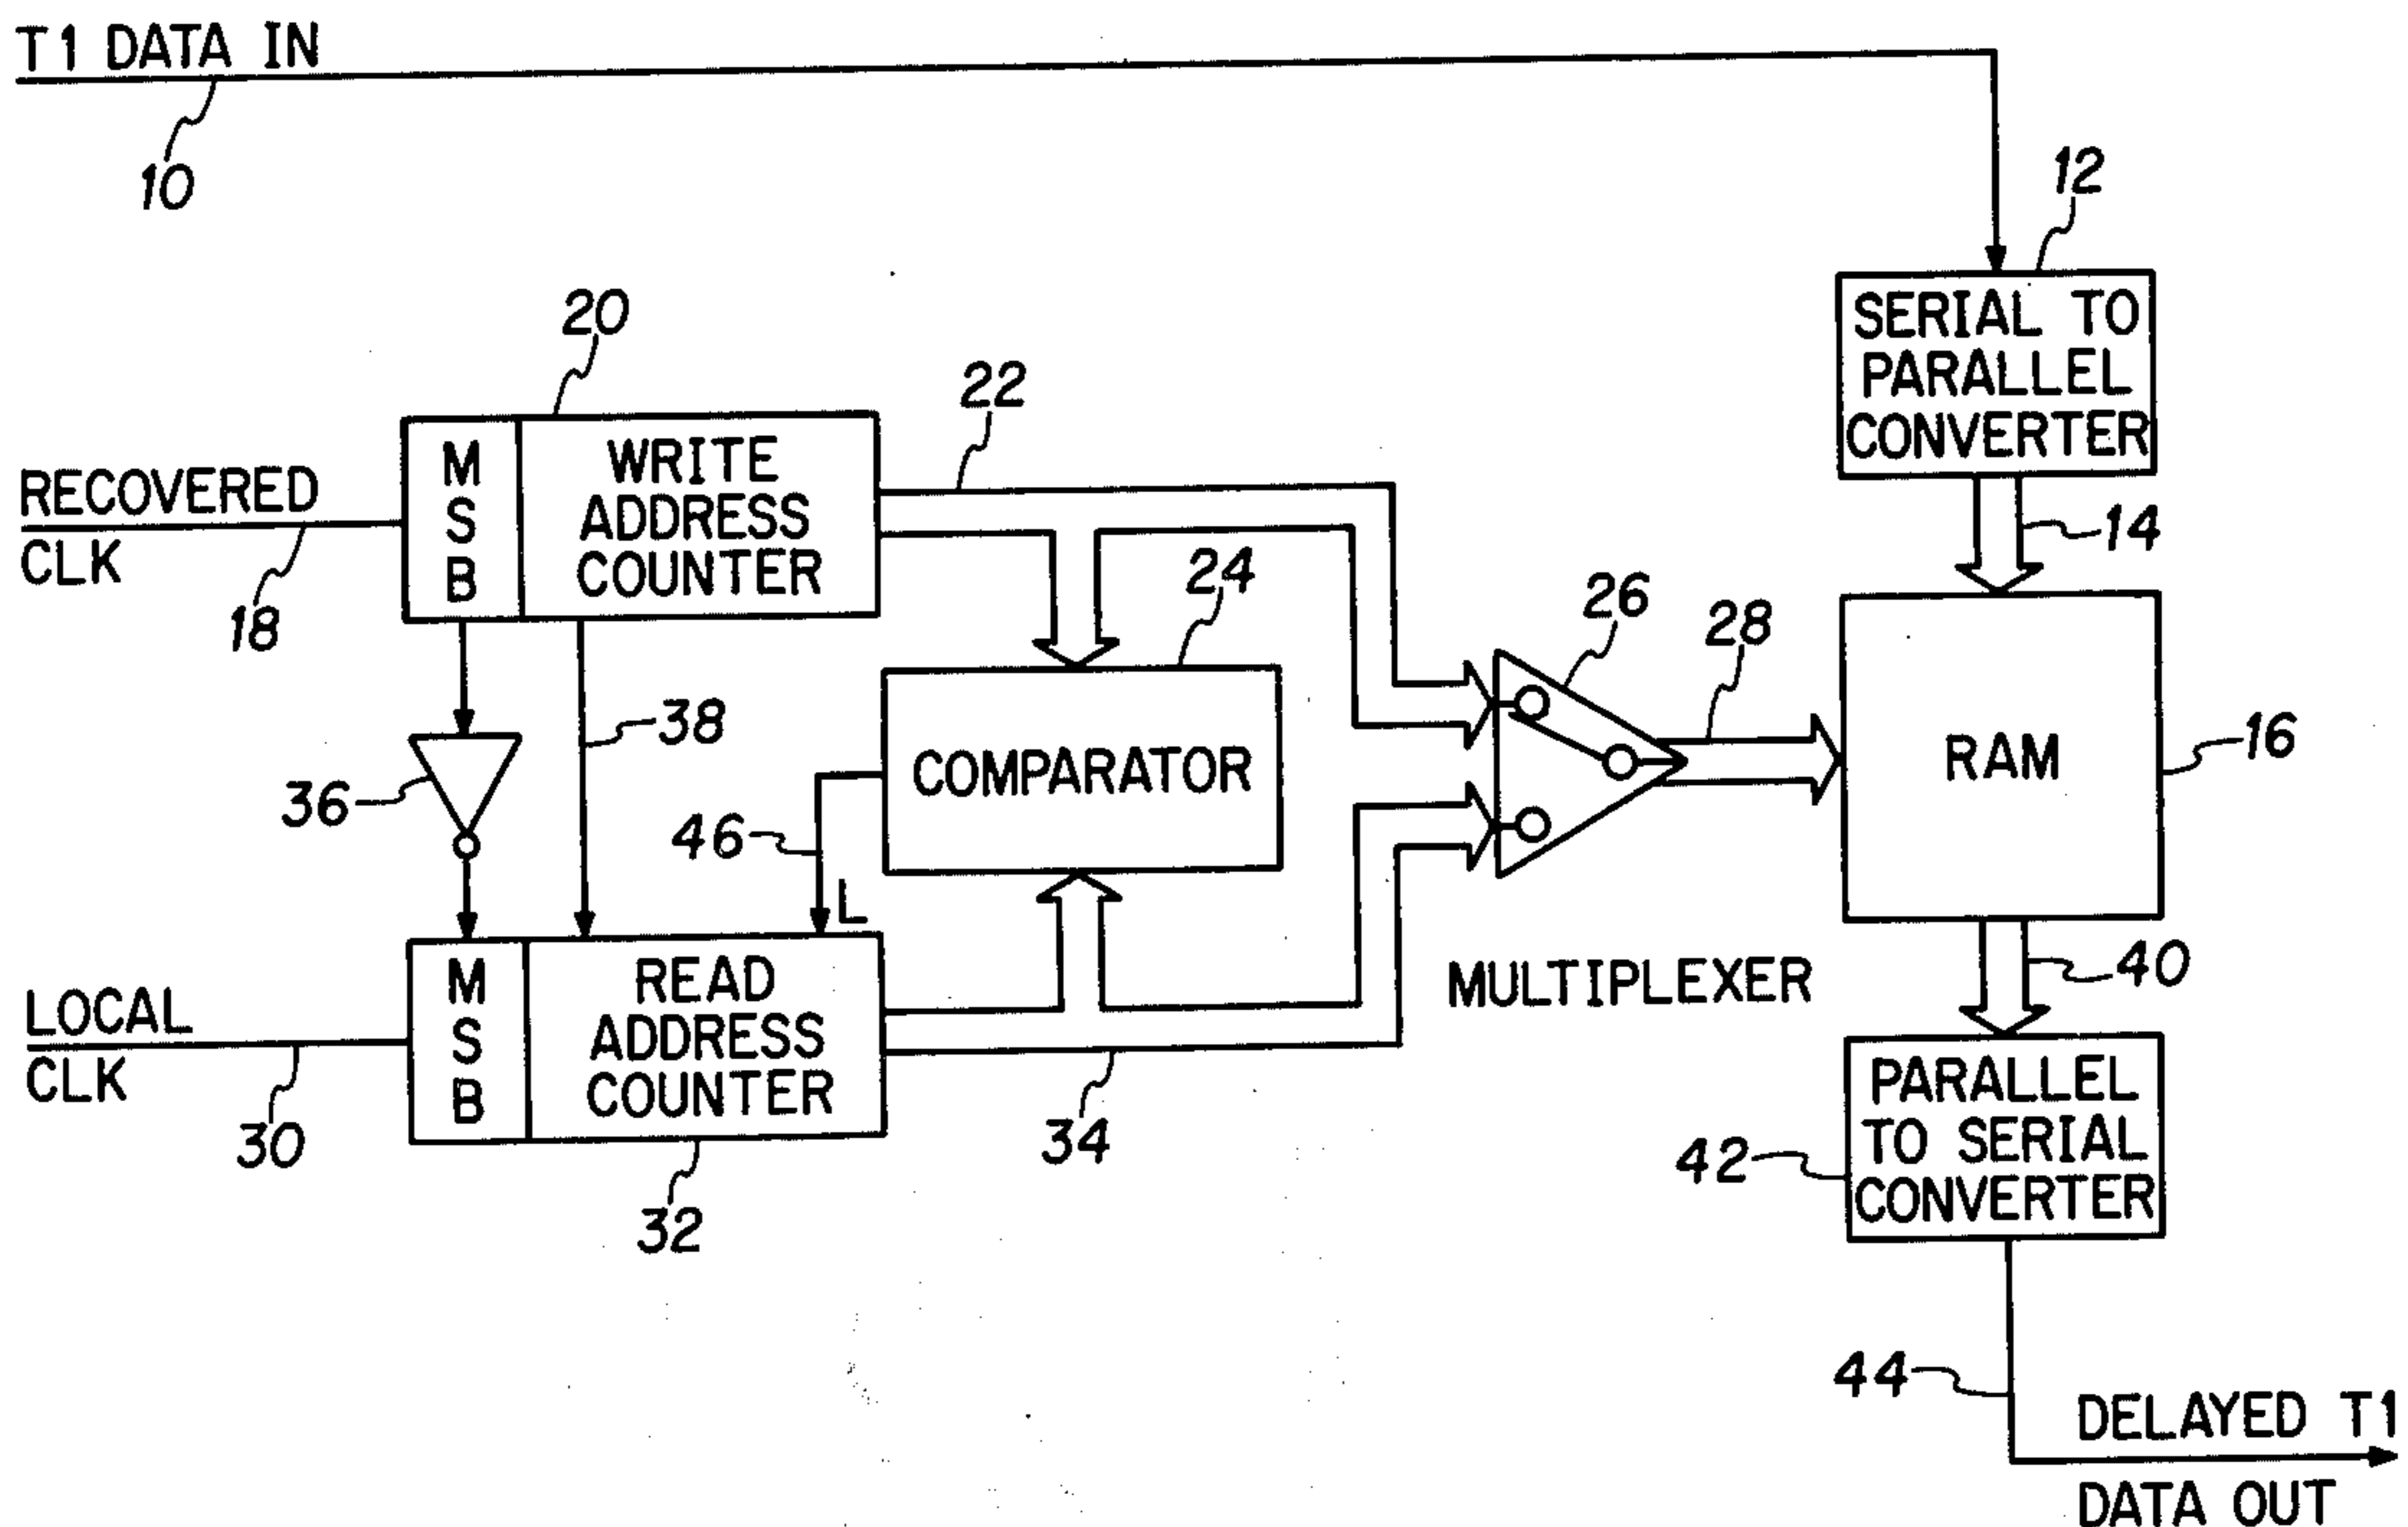 T1 DATA IN
10
12
SERIAL TO
PARALLEL
CONVERTER
14
20
22
RECOVERED
CLK
18
M
S
B
WRITE
ADDRESS
COUNTER
24
26
28
36
38
46
L
COMPARATOR
RAM
16
LOCAL
CLK
30
M
S
B
READ
ADDRESS
COUNTER
32
34
MULTIPLEXER
40
PARALLEL
TO SERIAL
CONVERTER
42
44
DELAYED T1
DATA OUT